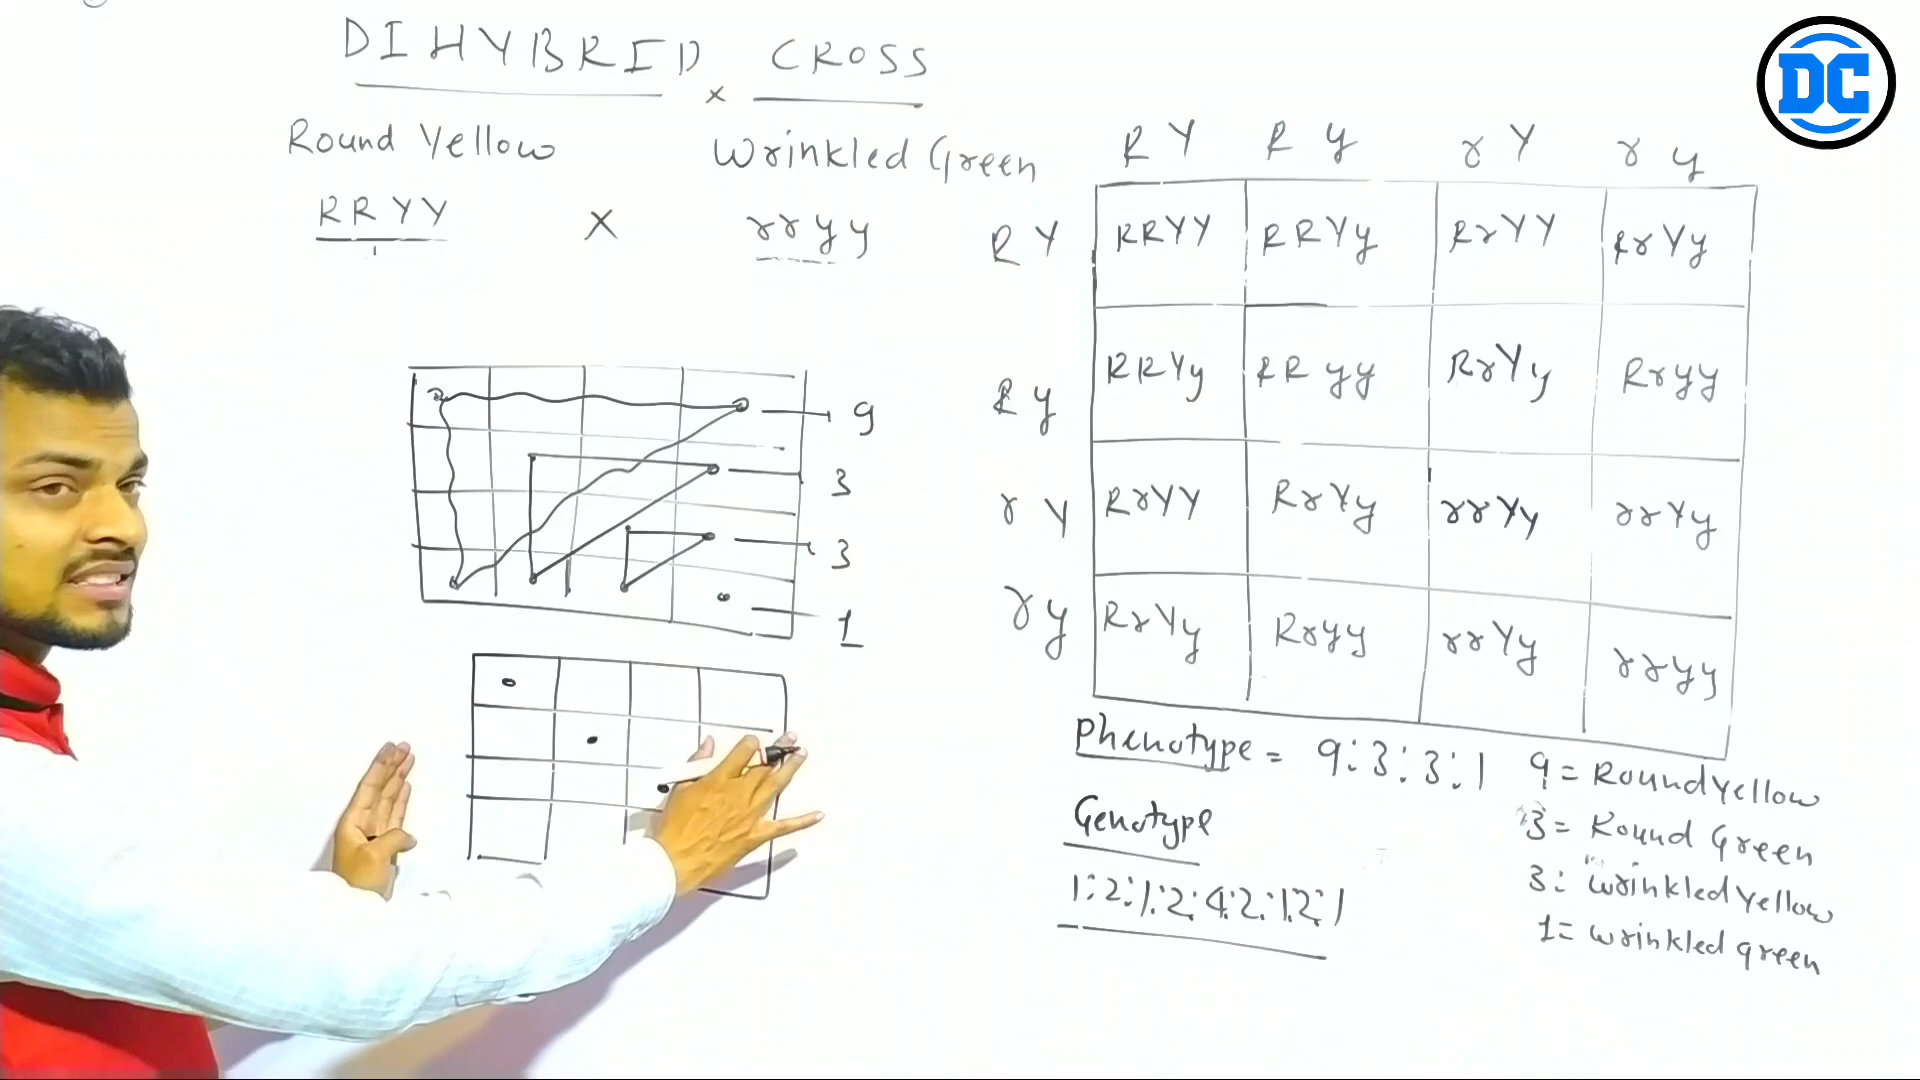 DIHYBRID CROSS
×
Round Yellow Wrinkled Green
RRYY X rryy
9
3
3
1
DC
RY Ry rY ry
RY RRYY RRYy RrYY RrYy
Ry RRYy RRyy RrYy Rryy
rY RrYY RrYy rrYy rrYy
ry RrYy Rryy rrYy rryy
Phenotype = 9:3:3:1
9 = Round Yellow
3 = Round Green
3: Wrinkled Yellow
1 = wrinkled green
Genotype
1:2:1:2:4:2:1:2:1